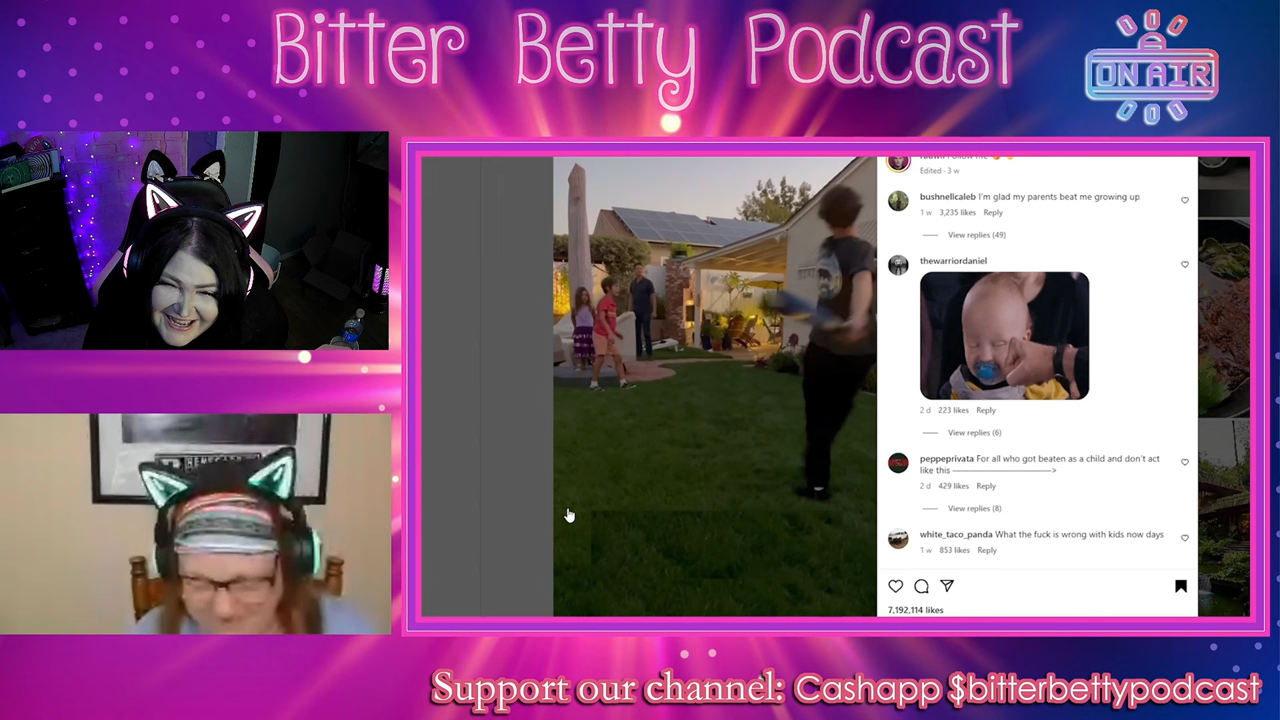 Bitter Betty Podcast
ON AIR
Edited · 3 w
bushnellcaleb I'm glad my parents beat me growing up
1 w 3,235 likes Reply
View replies (49)
thewarriordaniel
2 d 223 likes Reply
View replies (6)
peppeprivata For all who got beaten as a child and don't act
like this ——————————>
2 d 429 likes Reply
View replies (8)
white_taco_panda What the fuck is wrong with kids now days
1 w 853 likes Reply
7,192,114 likes
Support our channel: Cashapp $bitterbettypodcast